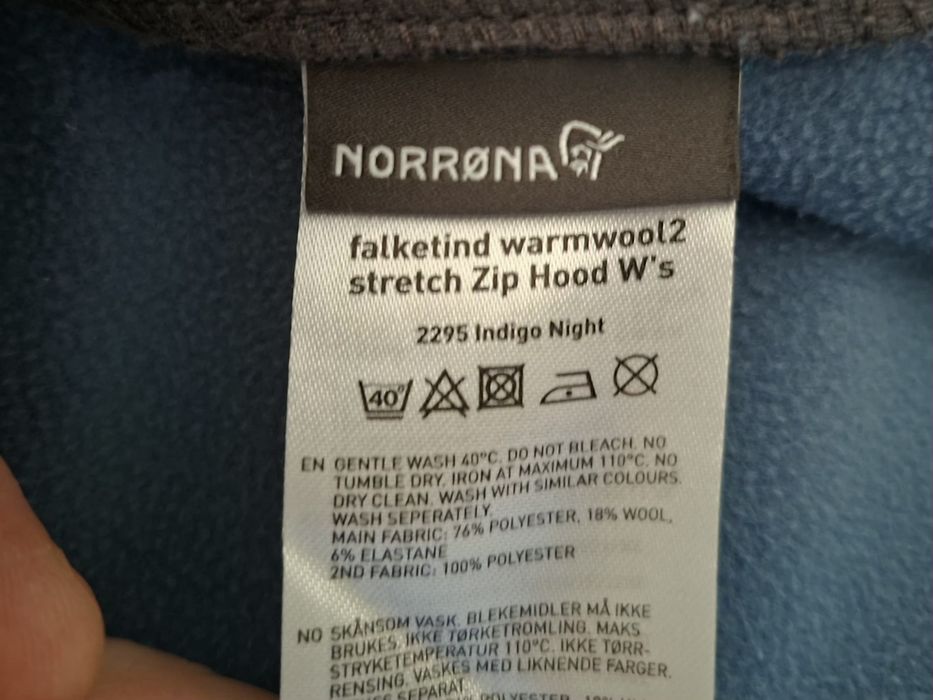 NORRØNA
falketind warmwool2
stretch Zip Hood W's
2295 Indigo Night
40°
EN GENTLE WASH 40°C. DO NOT BLEACH. NO
TUMBLE DRY. IRON AT MAXIMUM 110°C. NO
DRY CLEAN. WASH WITH SIMILAR COLOURS.
WASH SEPERATELY.
MAIN FABRIC: 76% POLYESTER, 18% WOOL,
6% ELASTANE
2ND FABRIC: 100% POLYESTER
NO SKÅNSOM VASK. BLEKEMIDLER MÅ IKKE
BRUKES. IKKE TØRKETROMLING. MAKS
STRYKETEMPERATUR 110°C. IKKE TØRR-
RENSING. VASKES MED LIKNENDE FARGER.
SEPARAT.